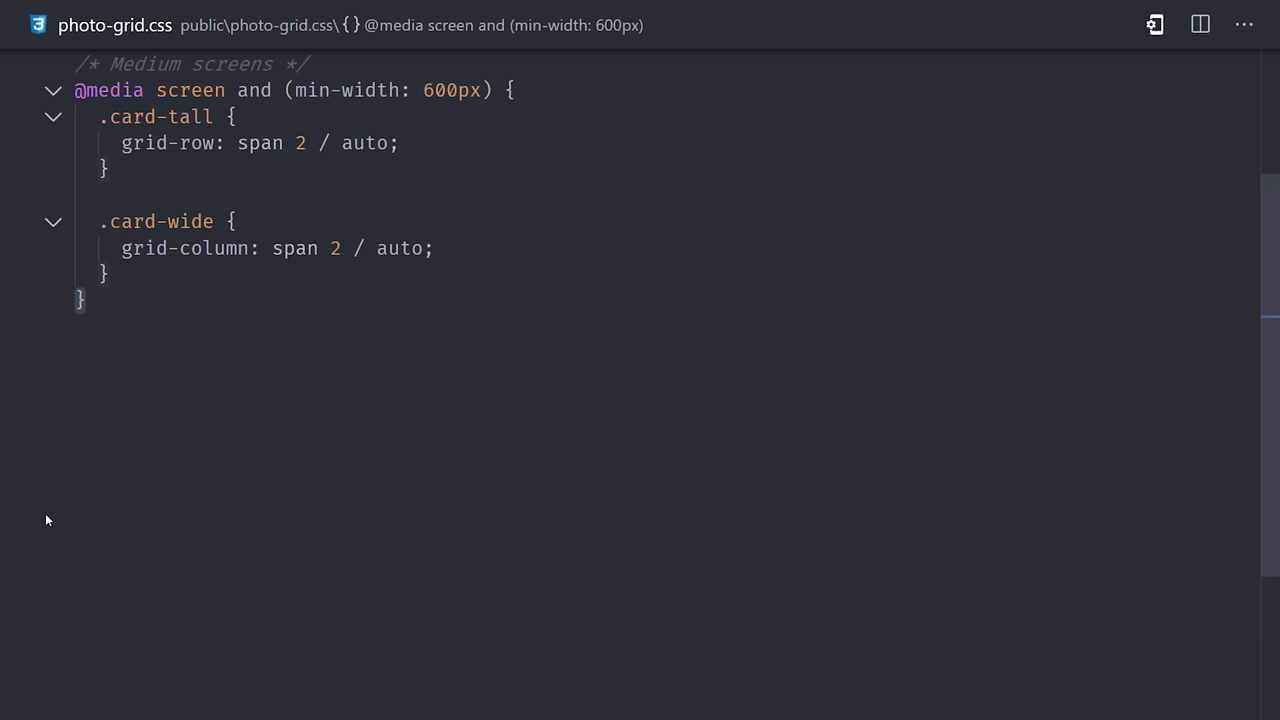 photo-grid.css public\photo-grid.css\{ } @media screen and (min-width: 600px)
/* Medium screens */
@media screen and (min-width: 600px) {
.card-tall {
grid-row: span 2 / auto;
}
.card-wide {
grid-column: span 2 / auto;
}
}